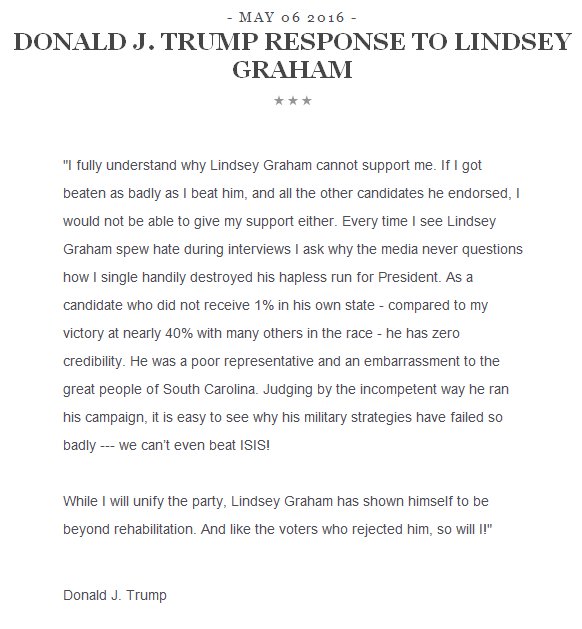 - MAY 06 2016 -
DONALD J. TRUMP RESPONSE TO LINDSEY
GRAHAM
★★★
"I fully understand why Lindsey Graham cannot support me. If I got
beaten as badly as I beat him, and all the other candidates he endorsed, I
would not be able to give my support either. Every time I see Lindsey
Graham spew hate during interviews I ask why the media never questions
how I single handily destroyed his hapless run for President. As a
candidate who did not receive 1% in his own state - compared to my
victory at nearly 40% with many others in the race - he has zero
credibility. He was a poor representative and an embarrassment to the
great people of South Carolina. Judging by the incompetent way he ran
his campaign, it is easy to see why his military strategies have failed so
badly --- we can't even beat ISIS!
While I will unify the party, Lindsey Graham has shown himself to be
beyond rehabilitation. And like the voters who rejected him, so will I!"
Donald J. Trump